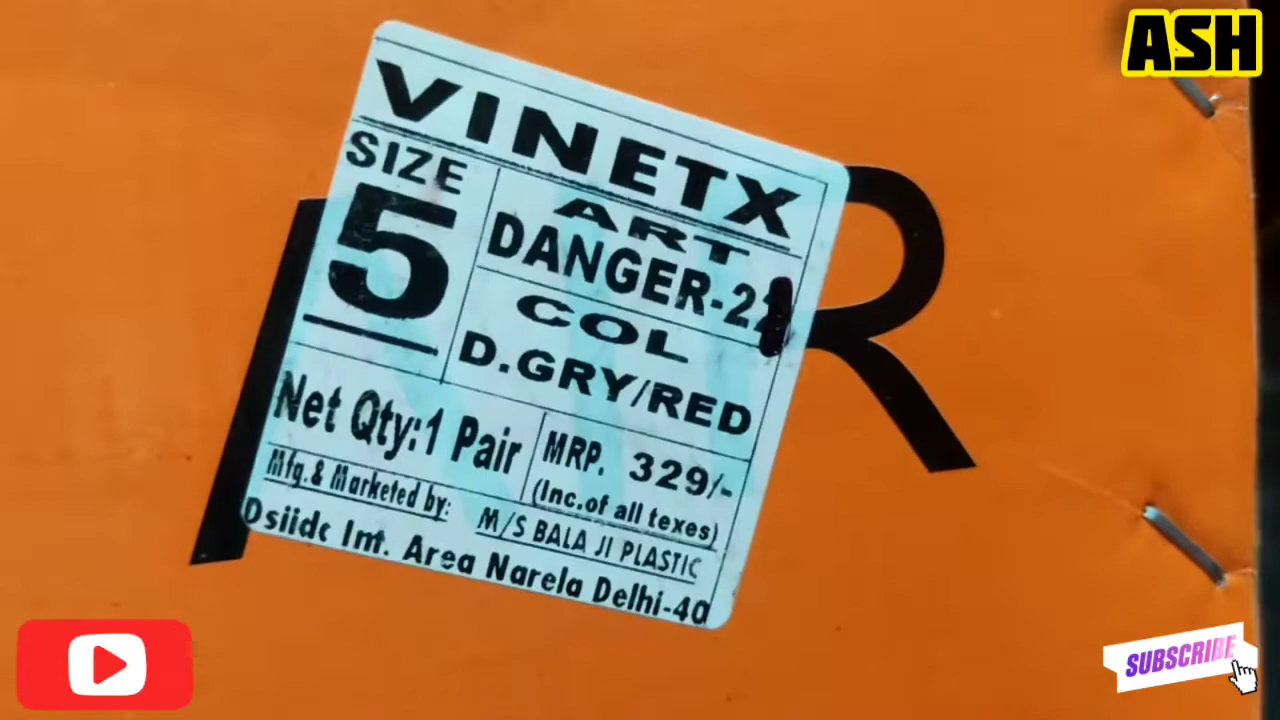 ASH
VINETX
SIZE
5
ART
DANGER-2
COL
D.GRY/RED
Net Qty:1 Pair
MRP. 329/-
(Inc.of all texes)
Mfg.& Marketed by: M/S BALA JI PLASTIC
Dsiidc Inf. Area Narela Delhi-40
R
SUBSCRIBE